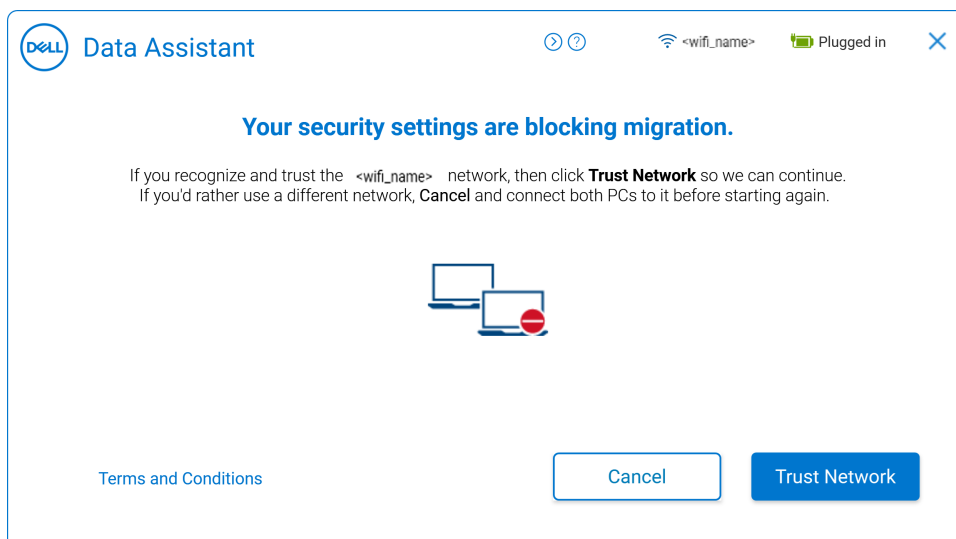 DELL Data Assistant
? <wifi_name> Plugged in
Your security settings are blocking migration.
If you recognize and trust the <wifi_name> network, then click Trust Network so we can continue.
If you'd rather use a different network, Cancel and connect both PCs to it before starting again.
Terms and Conditions
Cancel
Trust Network